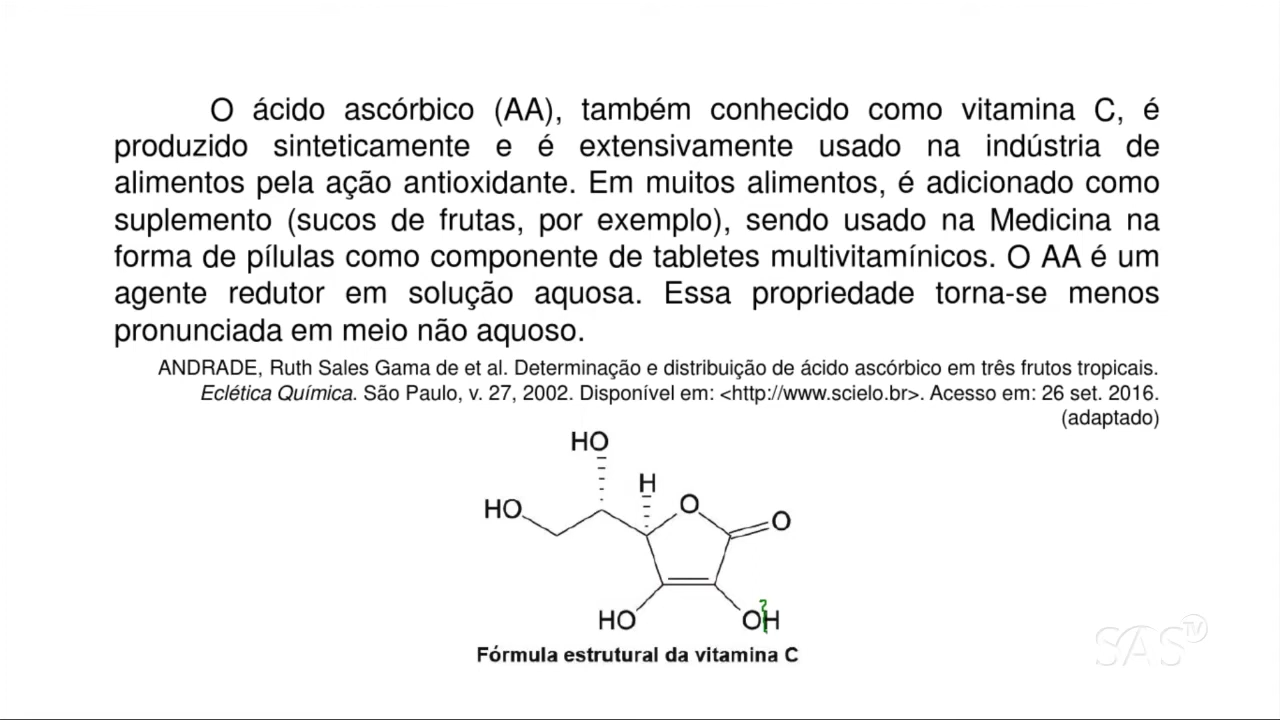 O ácido ascórbico (AA), também conhecido como vitamina C, é
produzido sinteticamente e é extensivamente usado na indústria de
alimentos pela ação antioxidante. Em muitos alimentos, é adicionado como
suplemento (sucos de frutas, por exemplo), sendo usado na Medicina na
forma de pílulas como componente de tabletes multivitamínicos. O AA é um
agente redutor em solução aquosa. Essa propriedade torna-se menos
pronunciada em meio não aquoso.
ANDRADE, Ruth Sales Gama de et al. Determinação e distribuição de ácido ascórbico em três frutos tropicais.
Eclética Química. São Paulo, v. 27, 2002. Disponível em: <http://www.scielo.br>. Acesso em: 26 set. 2016.
(adaptado)
HO
H
HO
O
O
HO
OH
Fórmula estrutural da vitamina C
SAS TV